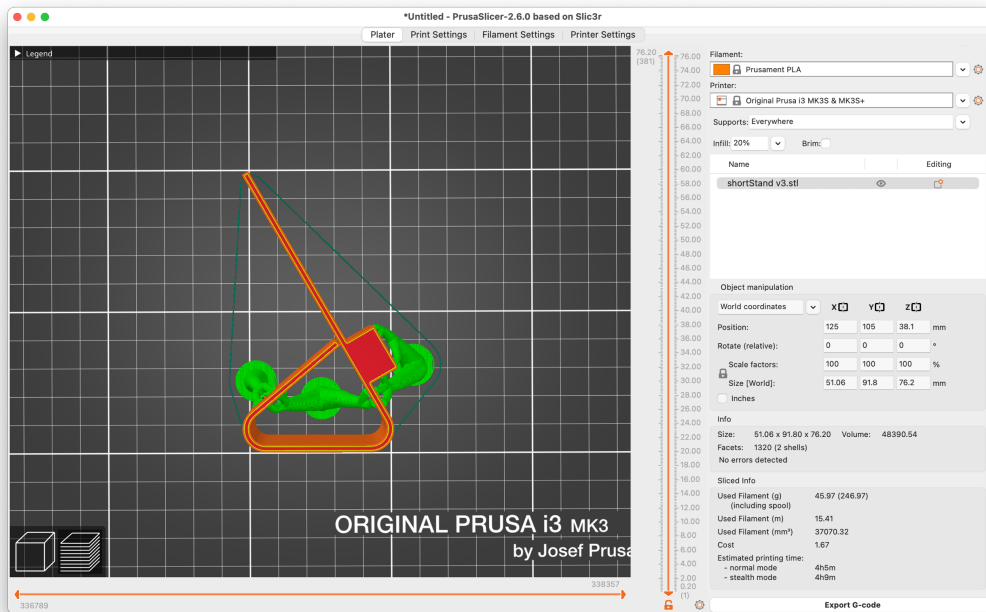 *Untitled - PrusaSlicer-2.6.0 based on Slic3r
Plater Print Settings Filament Settings Printer Settings
Legend
76.20
(381)
76.00
74.00
72.00
70.00
68.00
66.00
64.00
62.00
60.00
58.00
56.00
54.00
52.00
50.00
48.00
46.00
44.00
42.00
40.00
38.00
36.00
34.00
32.00
30.00
28.00
26.00
24.00
22.00
20.00
18.00
16.00
14.00
12.00
10.00
8.00
6.00
4.00
2.00
0.20
(1)
ORIGINAL PRUSA i3 MK3
by Josef Prusa
338357
336789
Filament:
Prusament PLA
Printer:
Original Prusa i3 MK3S & MK3S+
Supports: Everywhere
Infill: 20% Brim:
Name Editing
shortStand v3.stl
Object manipulation
World coordinates X Y Z
Position: 125 105 38.1 mm
Rotate (relative): 0 0 0 °
Scale factors: 100 100 100 %
Size [World]: 51.06 91.8 76.2 mm
Inches
Info
Size: 51.06 x 91.80 x 76.20 Volume: 48390.54
Facets: 1320 (2 shells)
No errors detected
Sliced Info
Used Filament (g) 45.97 (246.97)
(including spool)
Used Filament (m) 15.41
Used Filament (mm³) 37070.32
Cost 1.67
Estimated printing time:
- normal mode 4h5m
- stealth mode 4h9m
Export G-code